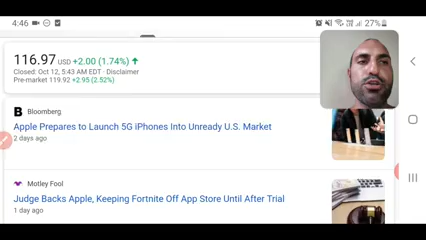 4:46
27%
116.97 USD +2.00 (1.74%)
Closed: Oct 12, 5:43 AM EDT · Disclaimer
Pre-market 119.92 +2.95 (2.52%)
Bloomberg
Apple Prepares to Launch 5G iPhones Into Unready U.S. Market
2 days ago
Motley Fool
Judge Backs Apple, Keeping Fortnite Off App Store Until After Trial
1 day ago